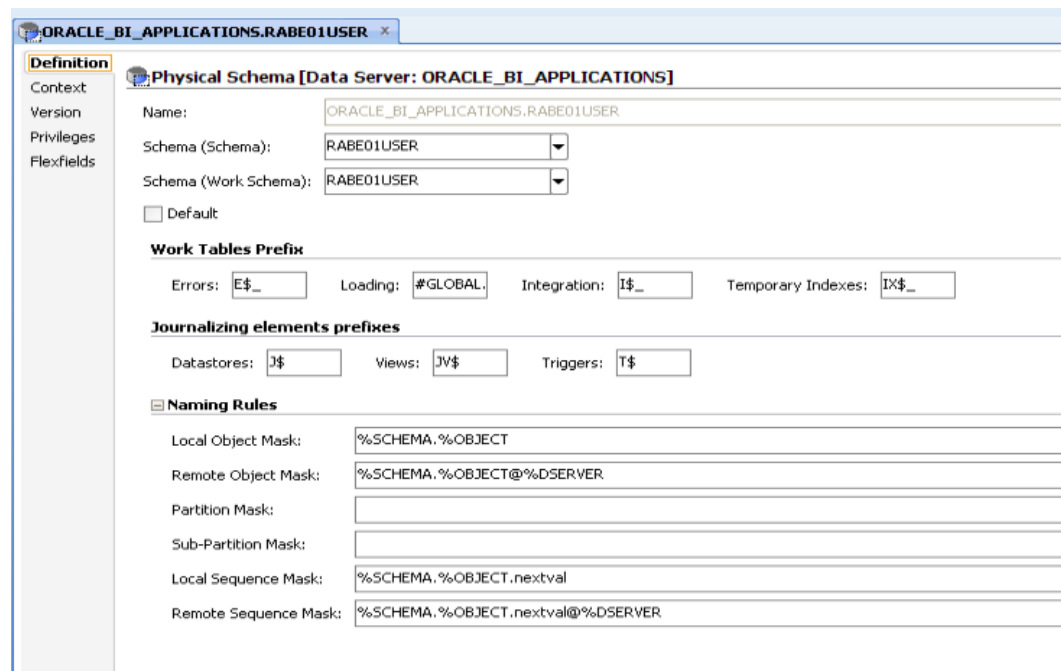 ORACLE_BI_APPLICATIONS.RABE01USER ×
Definition
Context
Version
Privileges
Flexfields
Physical Schema [Data Server: ORACLE_BI_APPLICATIONS]
Name: ORACLE_BI_APPLICATIONS.RABE01USER
Schema (Schema): RABE01USER
Schema (Work Schema): RABE01USER
Default
Work Tables Prefix
Errors: E$_ Loading: #GLOBAL. Integration: I$_ Temporary Indexes: IX$_
Journalizing elements prefixes
Datastores: J$ Views: JV$ Triggers: T$
Naming Rules
Local Object Mask: %SCHEMA.%OBJECT
Remote Object Mask: %SCHEMA.%OBJECT@%DSERVER
Partition Mask:
Sub-Partition Mask:
Local Sequence Mask: %SCHEMA.%OBJECT.nextval
Remote Sequence Mask: %SCHEMA.%OBJECT.nextval@%DSERVER